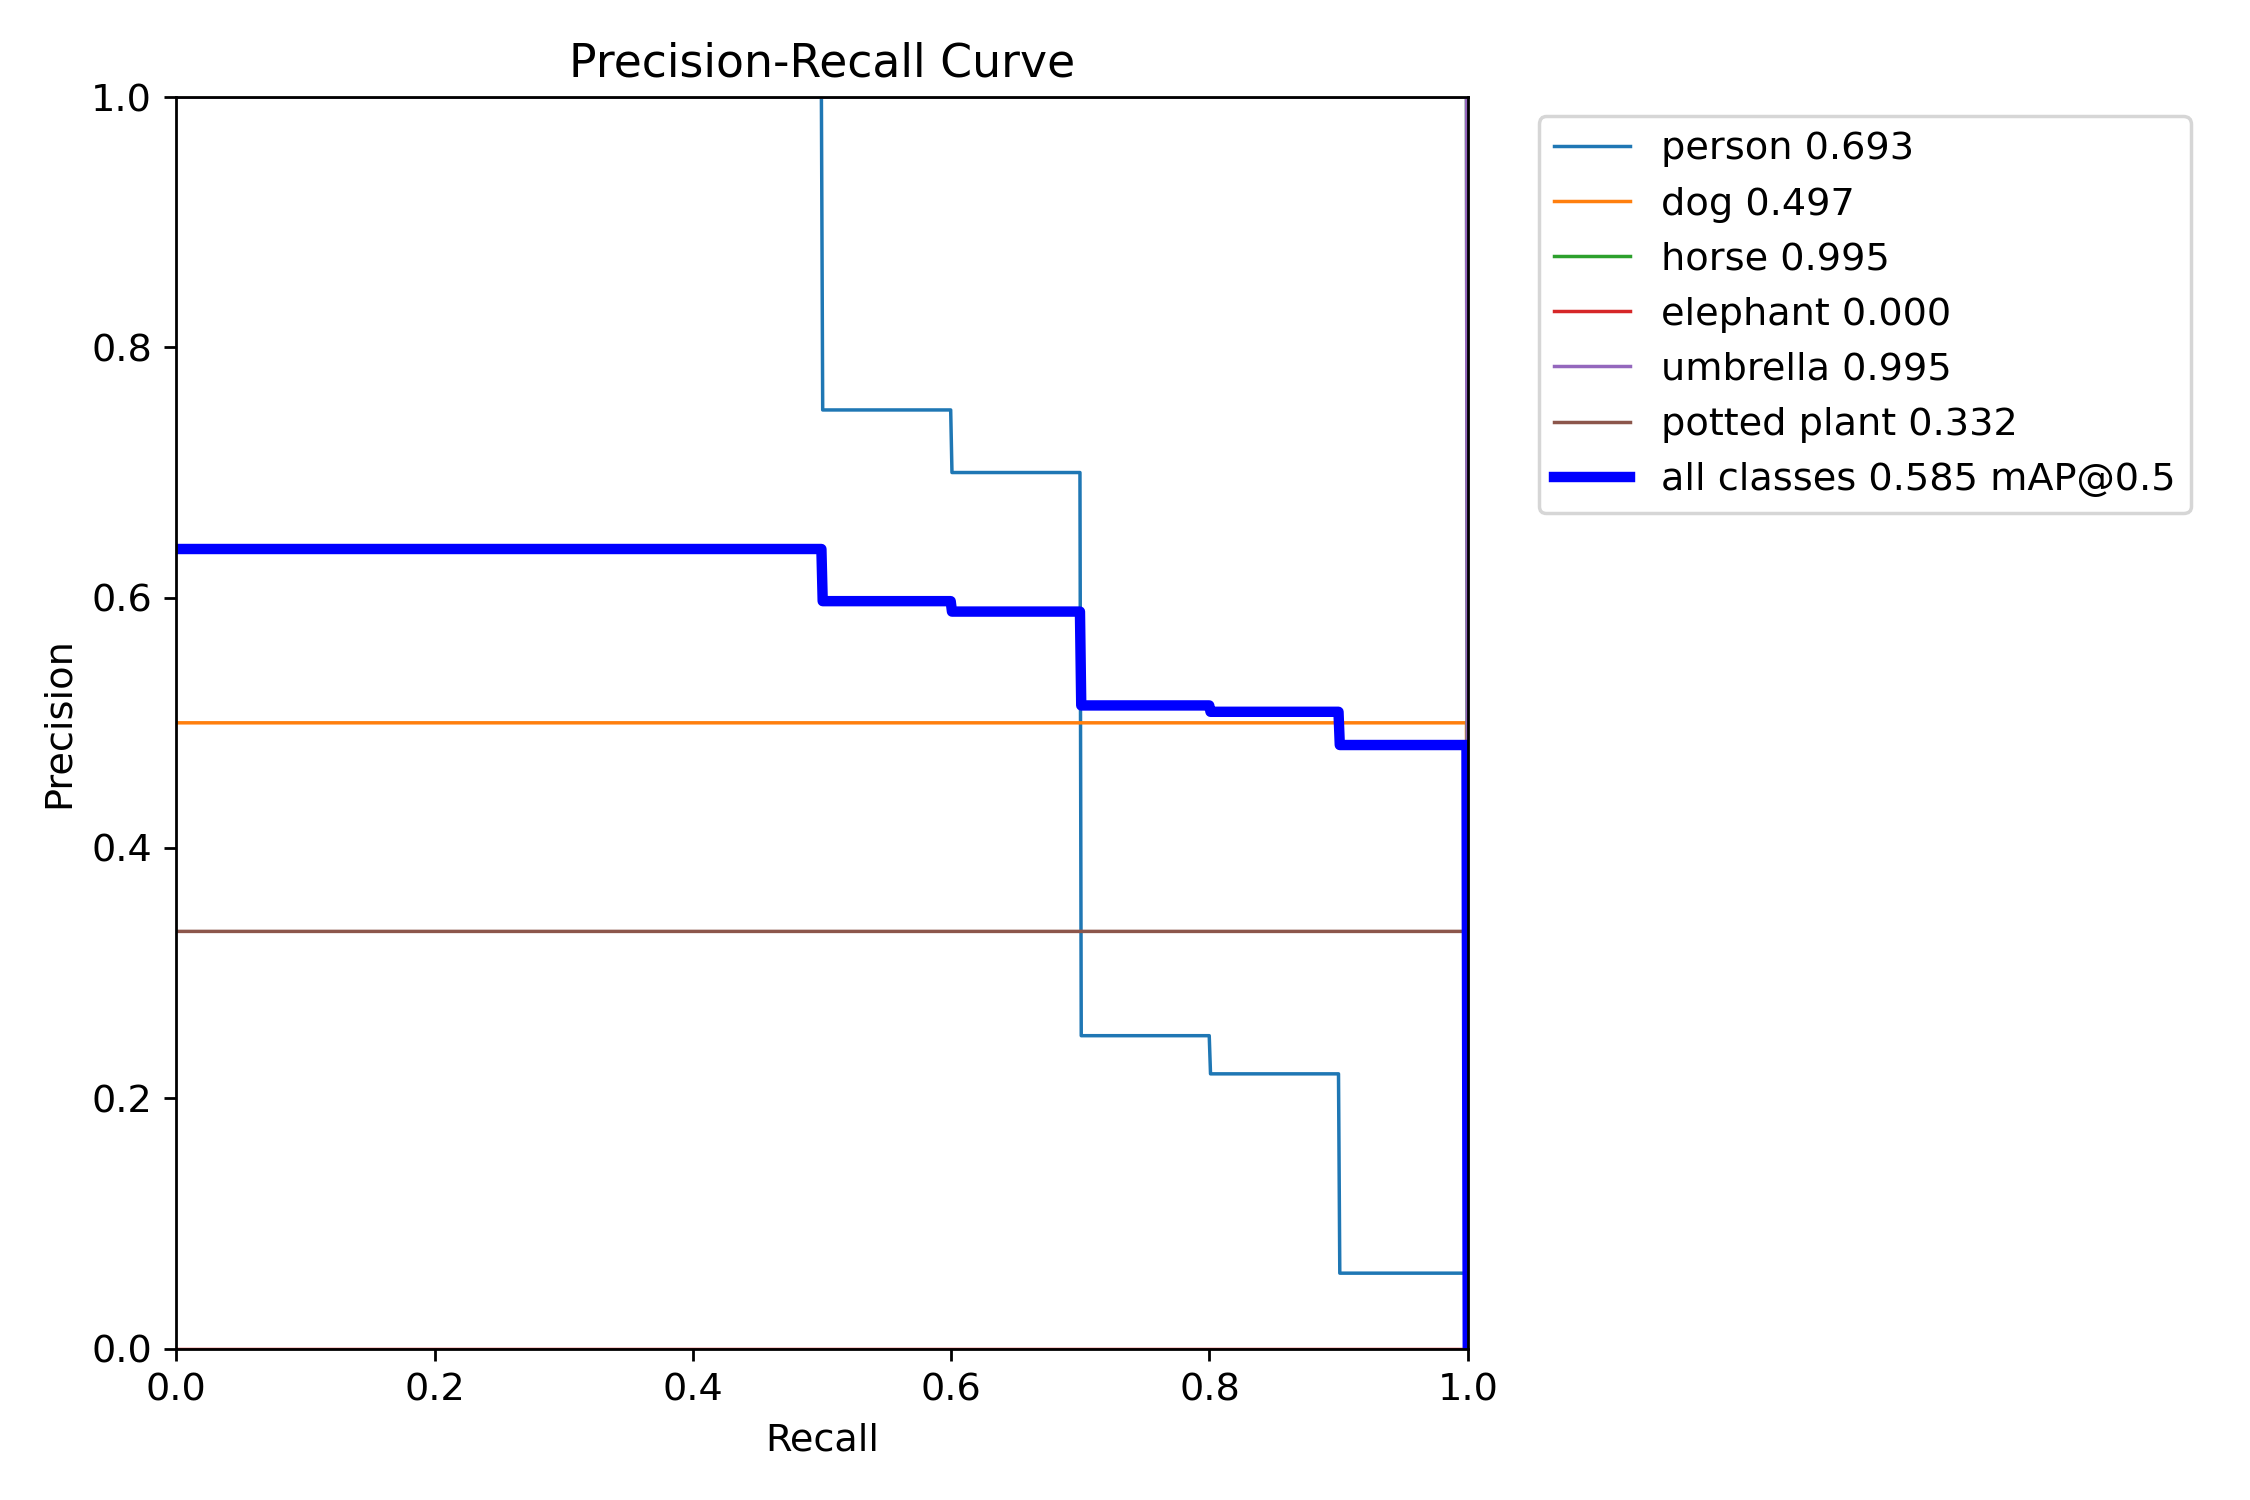 Precision-Recall Curve
1.0
0.8
0.6
0.4
0.2
0.0
Precision
0.0 0.2 0.4 0.6 0.8 1.0
Recall
person 0.693
dog 0.497
horse 0.995
elephant 0.000
umbrella 0.995
potted plant 0.332
all classes 0.585 mAP@0.5